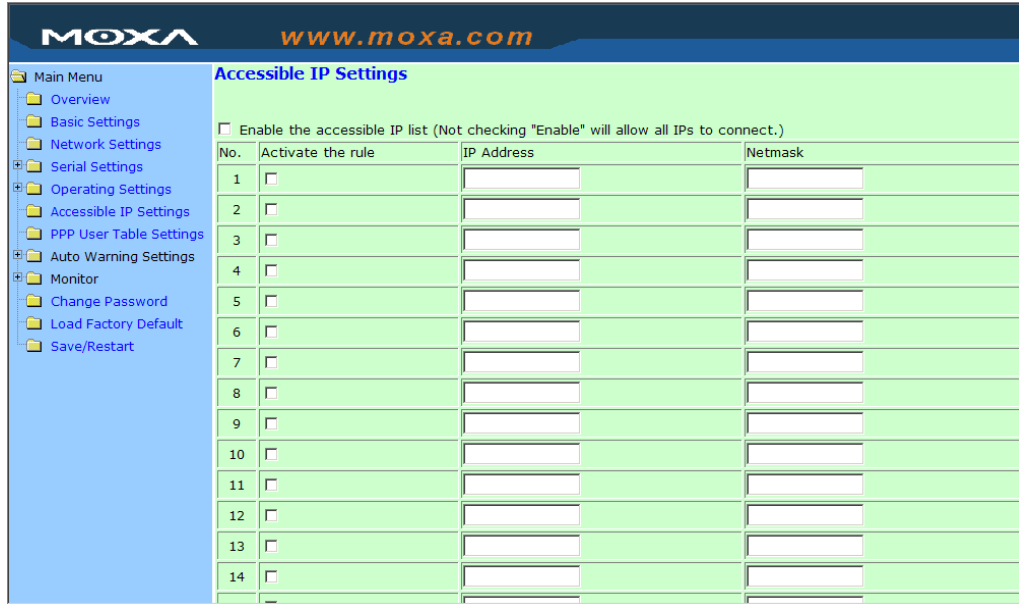 MOXA www.moxa.com
Main Menu
Overview
Basic Settings
Network Settings
Serial Settings
Operating Settings
Accessible IP Settings
PPP User Table Settings
Auto Warning Settings
Monitor
Change Password
Load Factory Default
Save/Restart
Accessible IP Settings
Enable the accessible IP list (Not checking "Enable" will allow all IPs to connect.)
No. Activate the rule IP Address Netmask
1
2
3
4
5
6
7
8
9
10
11
12
13
14